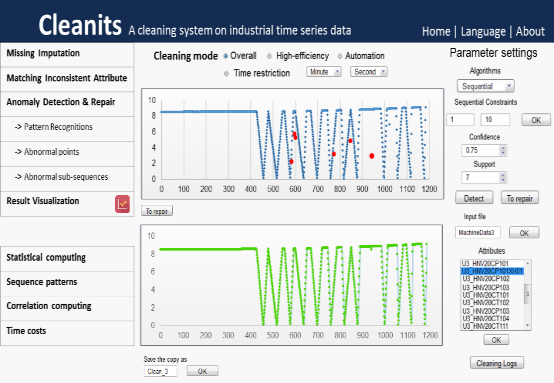 Cleanits A cleaning system on industrial time series data
Home | Language | About
Missing Imputation
Matching Inconsistent Attribute
Anomaly Detection & Repair
-> Pattern Recognitions
-> Abnormal points
-> Abnormal sub-sequences
Result Visualization
Statistical computing
Sequence patterns
Correlation computing
Time costs
Cleaning mode Overall High-efficiency Automation
Time restriction Minute Second
10
8
6
4
2
0
0 100 200 300 400 500 600 700 800 900 1000 1100 1200
To repair
10
8
6
4
2
0
0 100 200 300 400 500 600 700 800 900 1000 1100 1200
Save the copy as
Clean_3 OK
Parameter settings
Algorithms
Sequential
Sequential Constraints
1 10 OK
Confidence
0.75
Support
7
Detect To repair
Input file
MachineData3 OK
Attributes
U3_HNV20CP101
U3_HNV20CP101XH01
U3_HNV20CP102
U3_HNV20CP103
U3_HNV20CT101
U3_HNV20CT102
U3_HNV20CP103
U3_HNV20CT104
U3_HNV20CT111
OK
Cleaning Logs